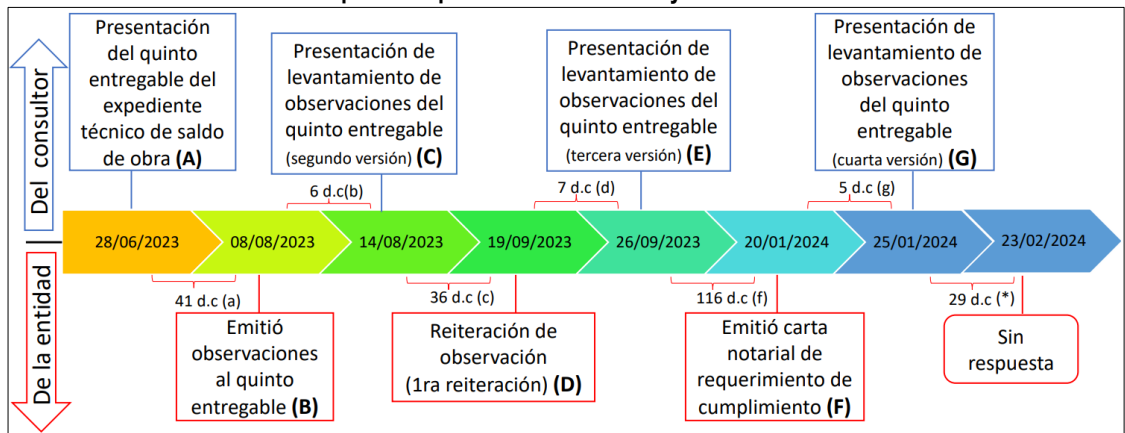 Del consultor
Presentación
del quinto
entregable del
expediente
técnico de saldo
de obra (A)
Presentación de
levantamiento de
observaciones del
quinto entregable
(segundo versión) (C)
Presentación de
levantamiento de
observaciones del
quinto entregable
(tercera versión) (E)
Presentación de
levantamiento de
observaciones
del quinto
entregable
(cuarta versión) (G)
6 d.c(b)
7 d.c (d)
5 d.c (g)
28/06/2023
08/08/2023
14/08/2023
19/09/2023
26/09/2023
20/01/2024
25/01/2024
23/02/2024
41 d.c (a)
36 d.c (c)
116 d.c (f)
29 d.c (*)
De la entidad
Emitió
observaciones
al quinto
entregable (B)
Reiteración de
observación
(1ra reiteración) (D)
Emitió carta
notarial de
requerimiento de
cumplimiento (F)
Sin
respuesta